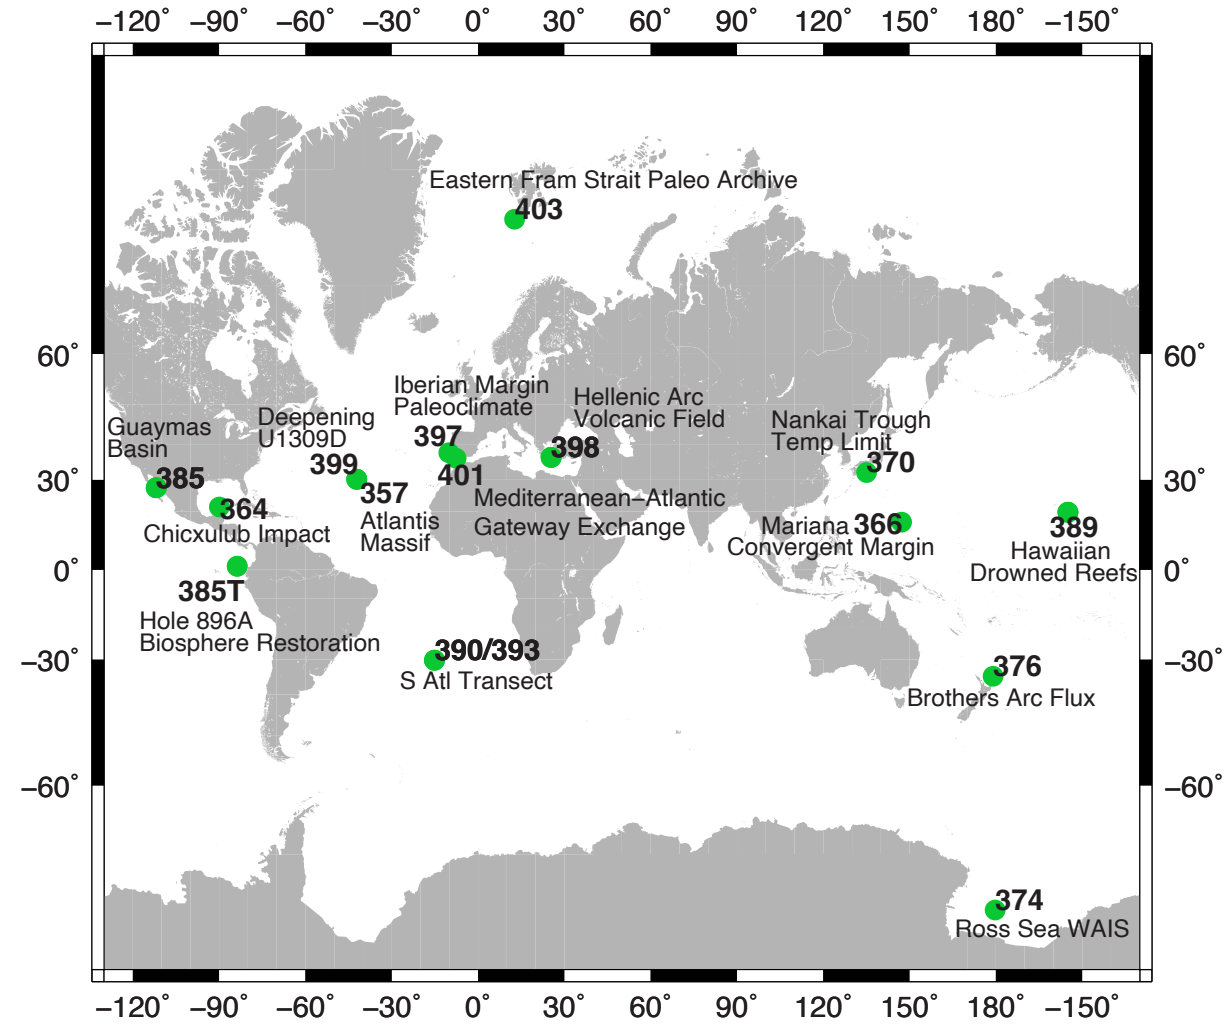 −120˚ −90˚ −60˚ −30˚ 0˚ 30˚ 60˚ 90˚ 120˚ 150˚ 180˚ −150˚
Eastern Fram Strait Paleo Archive
403
60˚ 60˚
Iberian Margin
Paleoclimate
397
Hellenic Arc
Volcanic Field
398
Guaymas
Basin
385
Deepening
U1309D
399
Nankai Trough
Temp Limit
370
30˚ 30˚
401
Mediterranean−Atlantic
Gateway Exchange
357
Atlantis
Massif
364
Chicxulub Impact
Mariana 366
Convergent Margin
389
Hawaiian
Drowned Reefs
0˚ 0˚
385T
Hole 896A
Biosphere Restoration
390/393
S Atl Transect
−30˚ −30˚
376
Brothers Arc Flux
−60˚ −60˚
374
Ross Sea WAIS
−120˚ −90˚ −60˚ −30˚ 0˚ 30˚ 60˚ 90˚ 120˚ 150˚ 180˚ −150˚